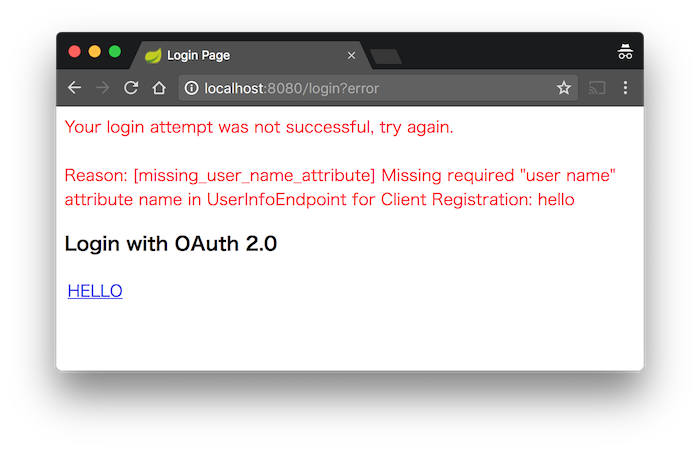 Login Page
localhost:8080/login?error
Your login attempt was not successful, try again.
Reason: [missing_user_name_attribute] Missing required "user name"
attribute name in UserInfoEndpoint for Client Registration: hello
Login with OAuth 2.0
HELLO